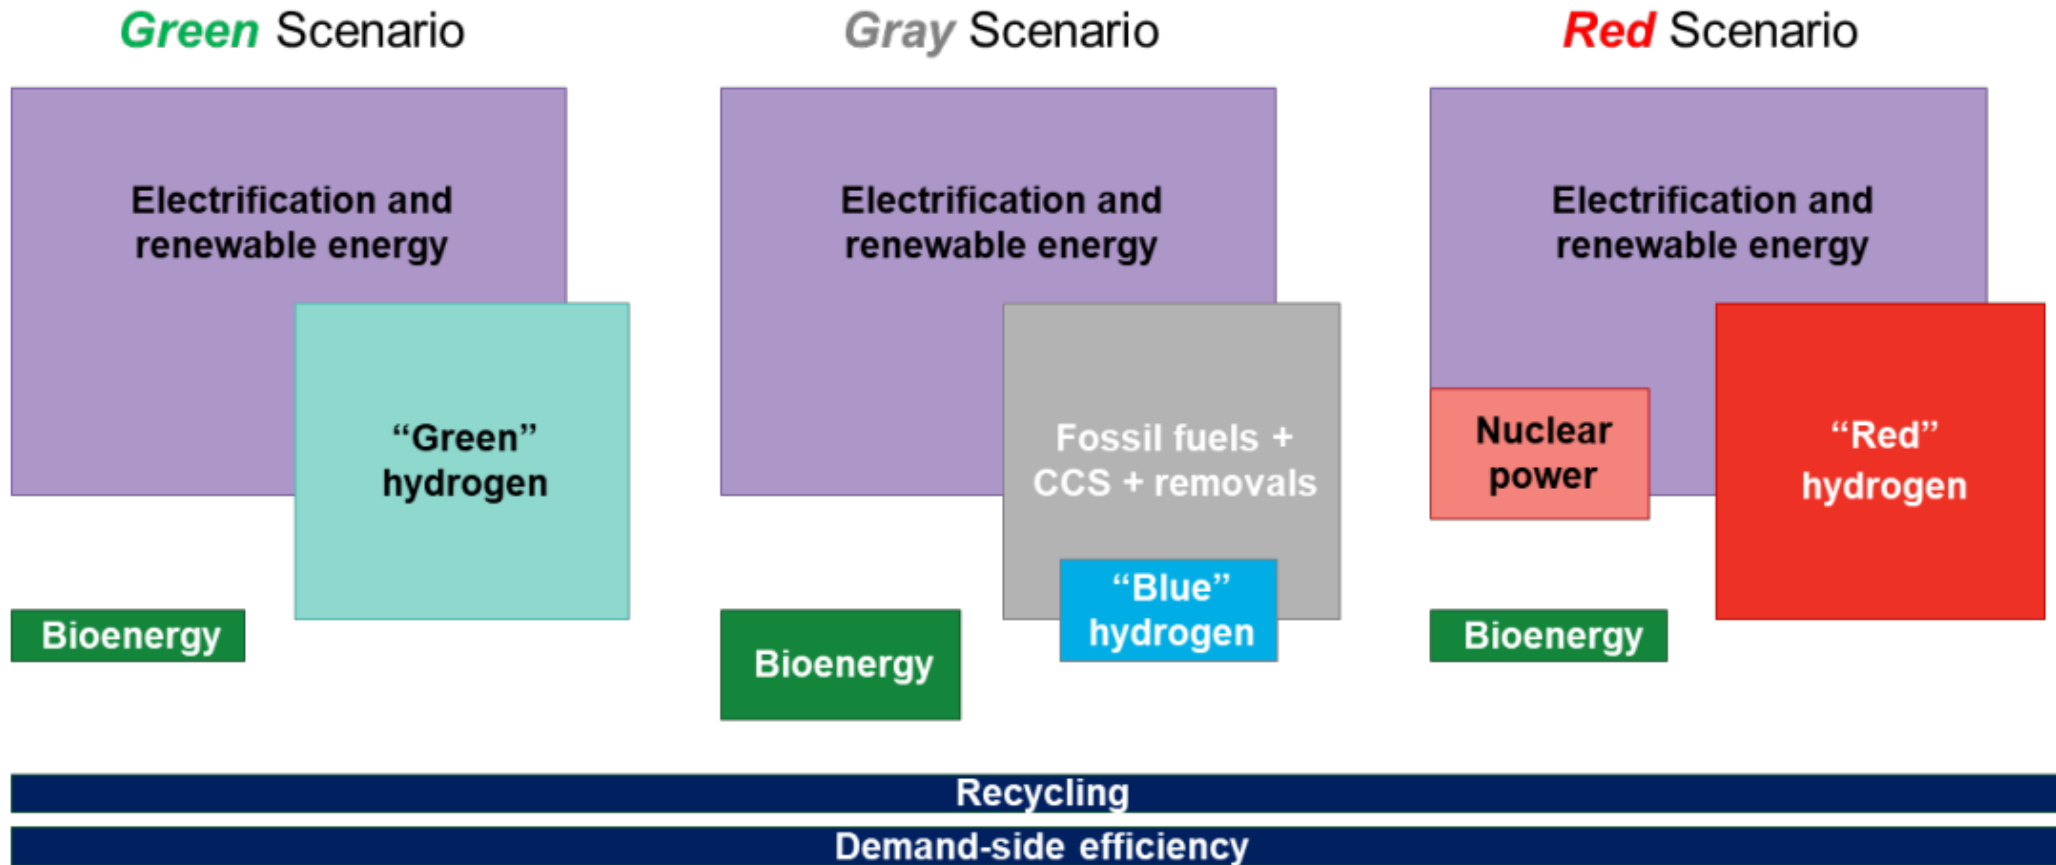 Green Scenario
Electrification and
renewable energy
“Green”
hydrogen
Bioenergy
Gray Scenario
Electrification and
renewable energy
Fossil fuels +
CCS + removals
“Blue”
hydrogen
Bioenergy
Red Scenario
Electrification and
renewable energy
Nuclear
power
“Red”
hydrogen
Bioenergy
Recycling
Demand-side efficiency